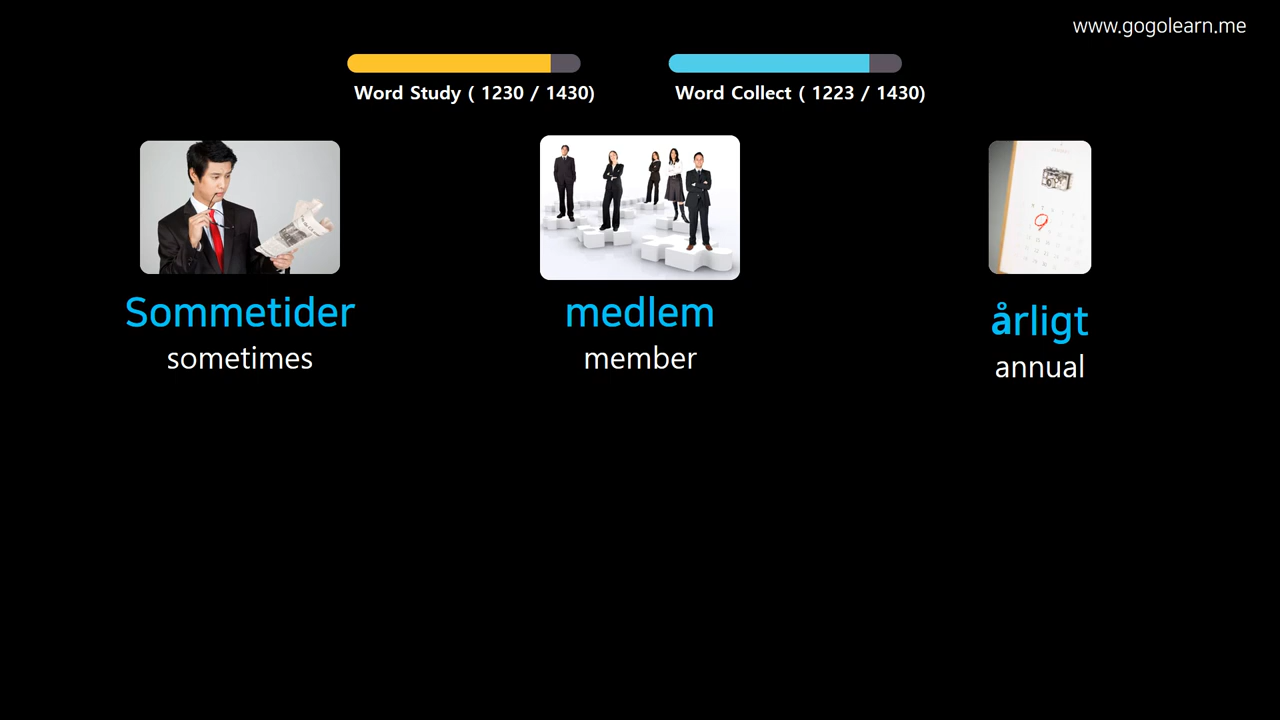 www.gogolearn.me
Word Study ( 1230 / 1430)
Word Collect ( 1223 / 1430)
Sommetider
sometimes
medlem
member
årligt
annual